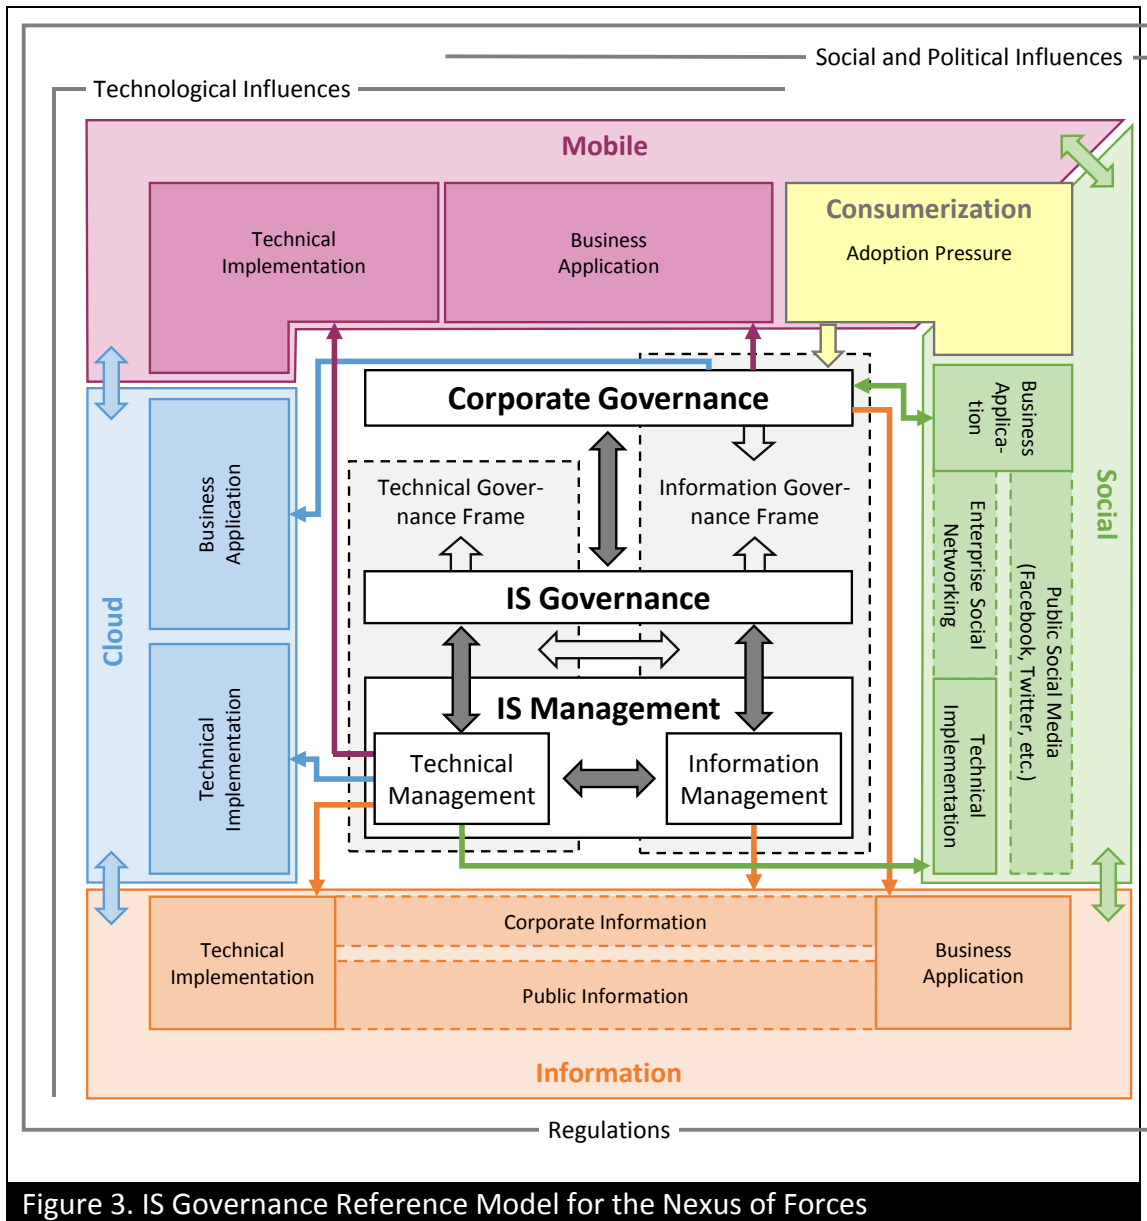 Social and Political Influences
Technological Influences
Mobile
Technical
Implementation
Business
Application
Consumerization
Adoption Pressure
Corporate Governance
Technical Gover-
nance Frame
Information Gover-
nance Frame
IS Governance
IS Management
Technical
Management
Information
Management
Cloud
Business
Application
Technical
Implementation
Business
Applica-
tion
Enterprise Social
Networking
Public Social Media
(Facebook, Twitter, etc.)
Technical
Implementation
Social
Technical
Implementation
Corporate Information
Public Information
Business
Application
Information
Regulations
Figure 3. IS Governance Reference Model for the Nexus of Forces